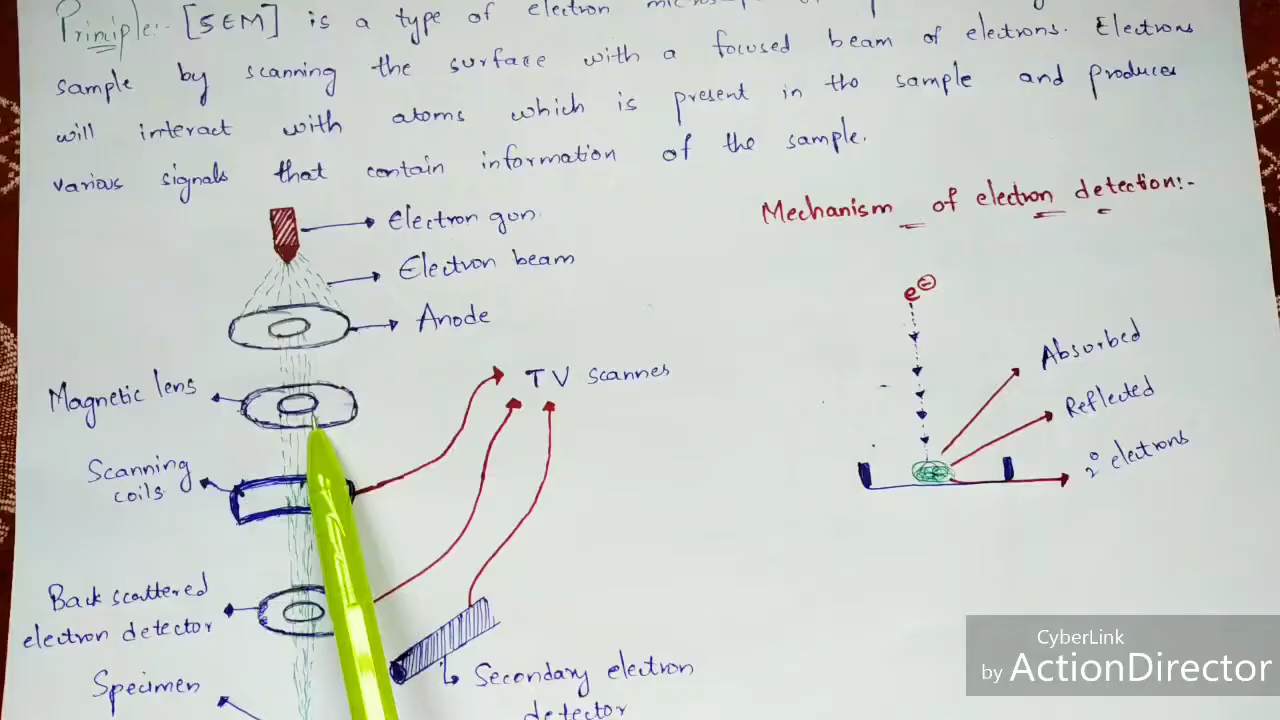 Priniple:- [SEM] is a type of electron
sample by scanning the surface with a focused beam of electrons. Electrons
will interact with atoms which is present in the sample and produces
various signals that contain information of the sample.
Electron gun
Electron beam
Anode
Magnetic lens
TV scannes
Scanning
coils
Back scattered
electron detector
Specimen
Secondary electron
detector
Mechanism of electron detection:-
e⊖
Absorbed
Reflected
2° electrons
CyberLink
by ActionDirector